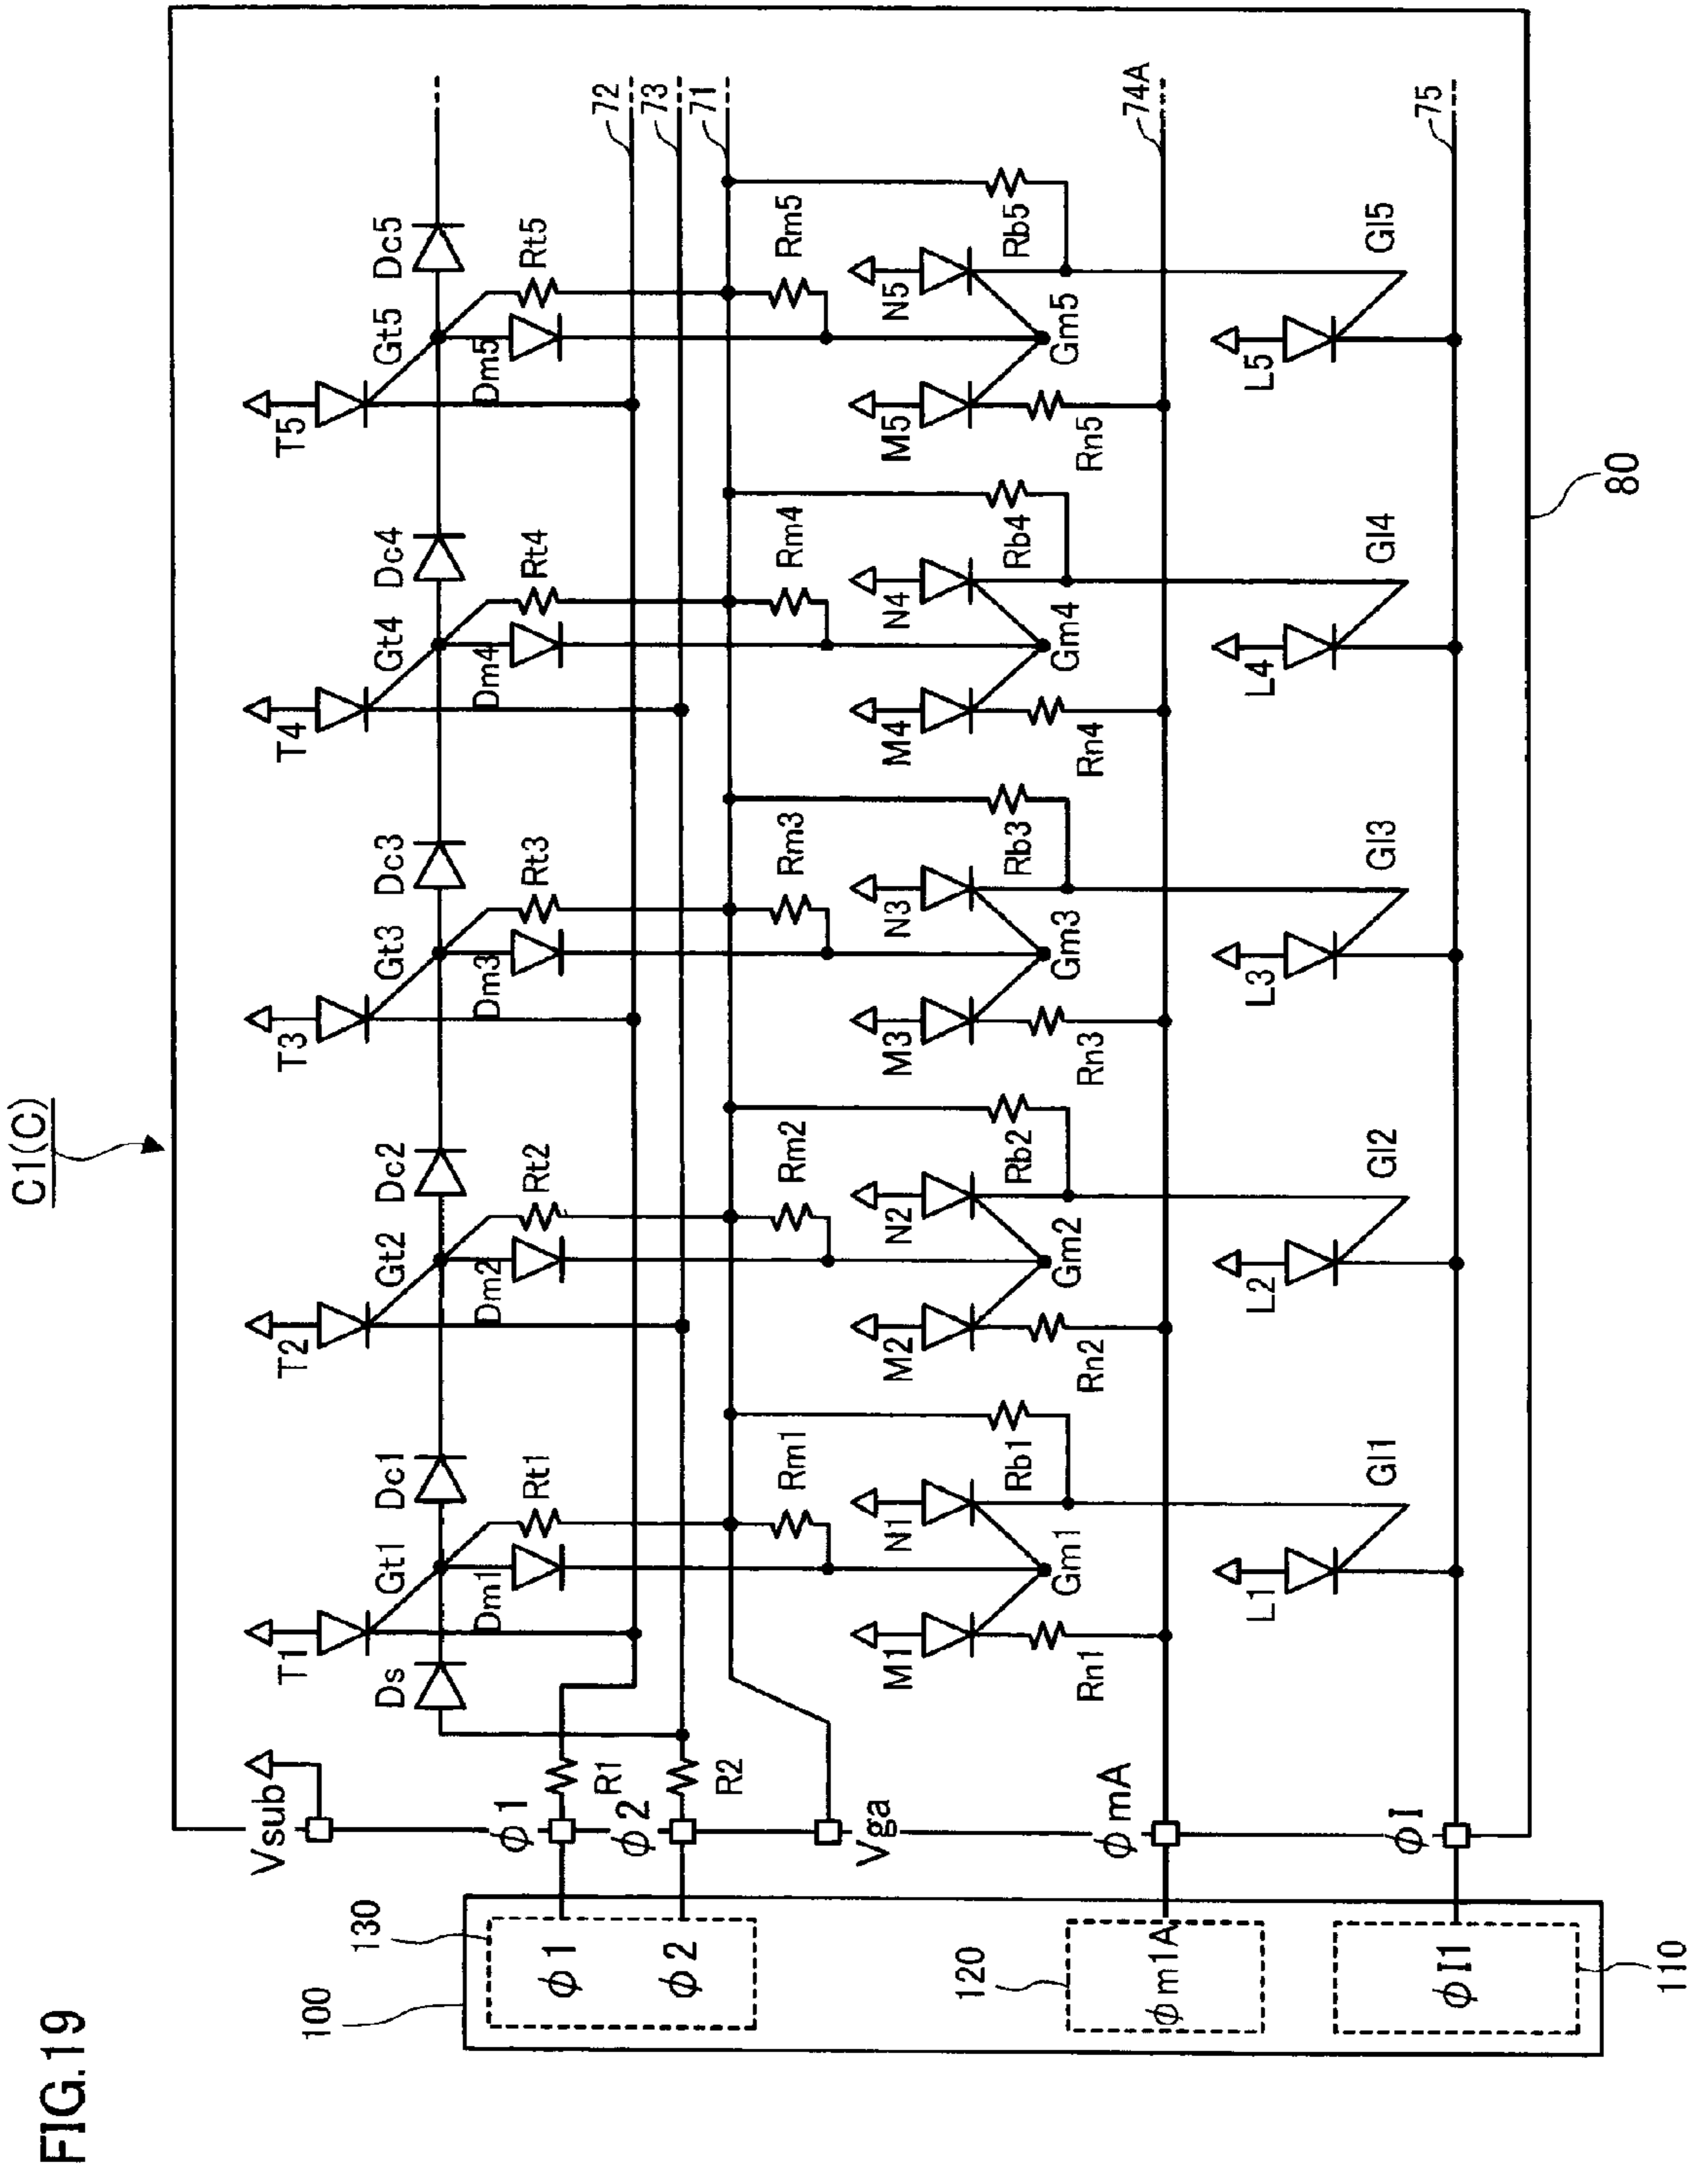 FIG.19
C1(C)
100
130
φ1
φ2
120
φm1A
φI1
110
Vsub
φ1
φ2
Vga
φmA
φI
R1
R2
Ds
T1
T2
T3
T4
T5
Gt1
Dc1
Gt2
Dc2
Gt3
Dc3
Gt4
Dc4
Gt5
Dc5
Dm1
Rt1
Dm2
Rt2
Dm3
Rt3
Dm4
Rt4
Dm5
Rt5
72
73
71
Rm1
Rm2
Rm3
Rm4
Rm5
M1
N1
M2
N2
M3
N3
M4
N4
M5
N5
Rb1
Rb2
Rb3
Rb4
Rb5
Gm1
Gm2
Gm3
Gm4
Gm5
Rn1
Rn2
Rn3
Rn4
Rn5
74A
L1
L2
L3
L4
L5
Gl1
Gl2
Gl3
Gl4
Gl5
75
80